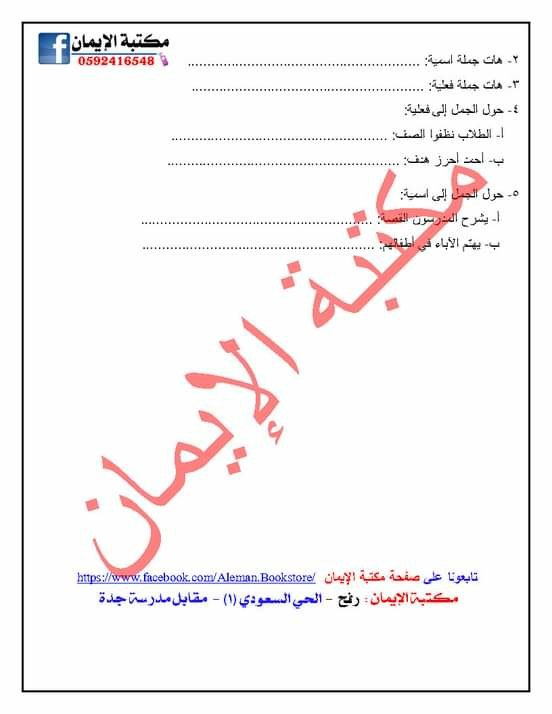 مكتبة الإيمان
0592416548
٢- هات جملة اسمية: ............................................................
٣- هات جملة فعلية: ............................................................
٤- حول الجمل إلى فعلية:
أ- الطلاب نظفوا الصف: ........................................................
ب- أحمد أحرز هدف: ............................................................
٥- حول الجمل إلى اسمية:
أ- يشرح المدرسون القصة: ............................................................
ب- يهتم الآباء في أطفالهم: ............................................................
مكتبة الإيمان
تابعونا على صفحة مكتبة الإيمان https://www.facebook.com/Aleman.Bookstore/
مكتبة الإيمان: رفح – الحي السعودي (١) – مقابل مدرسة جدة